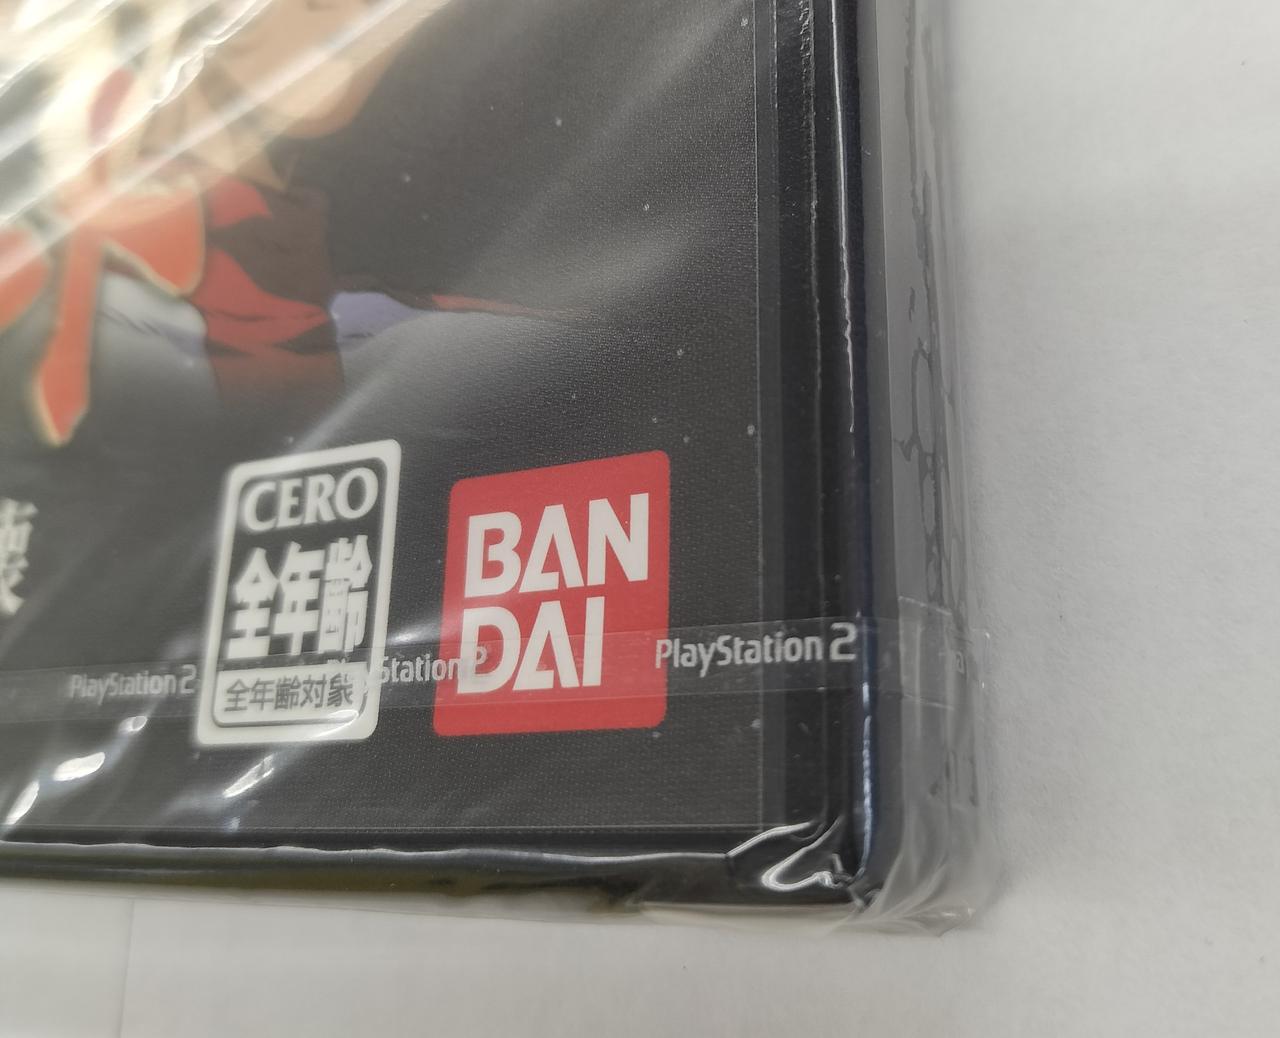 CERO
全年齢
全年齢対象
BAN
DAI
PlayStation 2
PlayStation 2
PlayStation 2